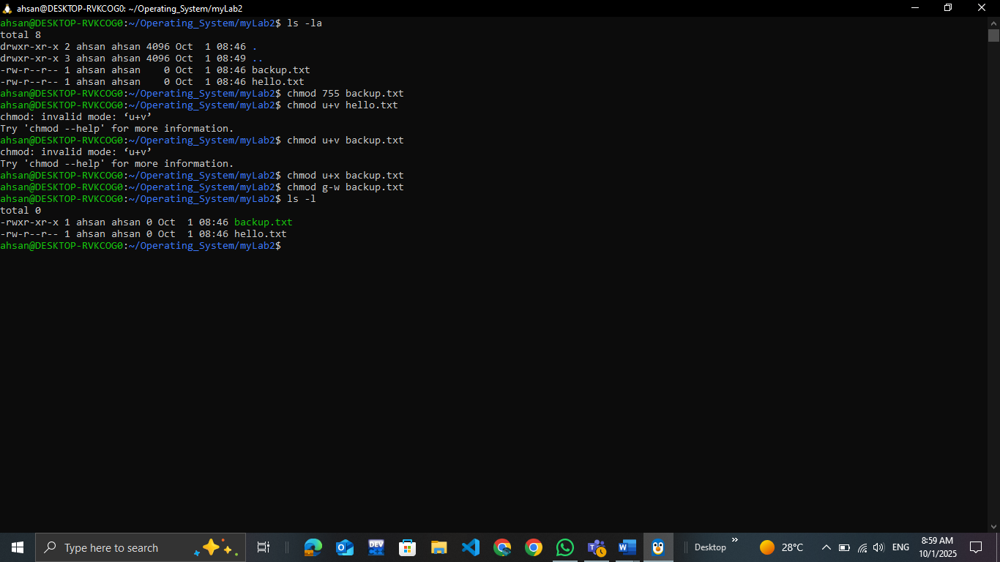 ahsan@DESKTOP-RVKCOG0: ~/Operating_System/myLab2
ahsan@DESKTOP-RVKCOG0:~/Operating_System/myLab2$ ls -la
total 8
drwxr-xr-x 2 ahsan ahsan 4096 Oct  1 08:46 .
drwxr-xr-x 3 ahsan ahsan 4096 Oct  1 08:49 ..
-rw-r--r-- 1 ahsan ahsan    0 Oct  1 08:46 backup.txt
-rw-r--r-- 1 ahsan ahsan    0 Oct  1 08:46 hello.txt
ahsan@DESKTOP-RVKCOG0:~/Operating_System/myLab2$ chmod 755 backup.txt
ahsan@DESKTOP-RVKCOG0:~/Operating_System/myLab2$ chmod u+v hello.txt
chmod: invalid mode: ‘u+v’
Try 'chmod --help' for more information.
ahsan@DESKTOP-RVKCOG0:~/Operating_System/myLab2$ chmod u+v backup.txt
chmod: invalid mode: ‘u+v’
Try 'chmod --help' for more information.
ahsan@DESKTOP-RVKCOG0:~/Operating_System/myLab2$ chmod u+x backup.txt
ahsan@DESKTOP-RVKCOG0:~/Operating_System/myLab2$ chmod g-w backup.txt
ahsan@DESKTOP-RVKCOG0:~/Operating_System/myLab2$ ls -l
total 0
-rwxr-xr-x 1 ahsan ahsan 0 Oct  1 08:46 backup.txt
-rw-r--r-- 1 ahsan ahsan 0 Oct  1 08:46 hello.txt
ahsan@DESKTOP-RVKCOG0:~/Operating_System/myLab2$
Type here to search
DEV
Desktop
28°C
ENG
8:59 AM
10/1/2025